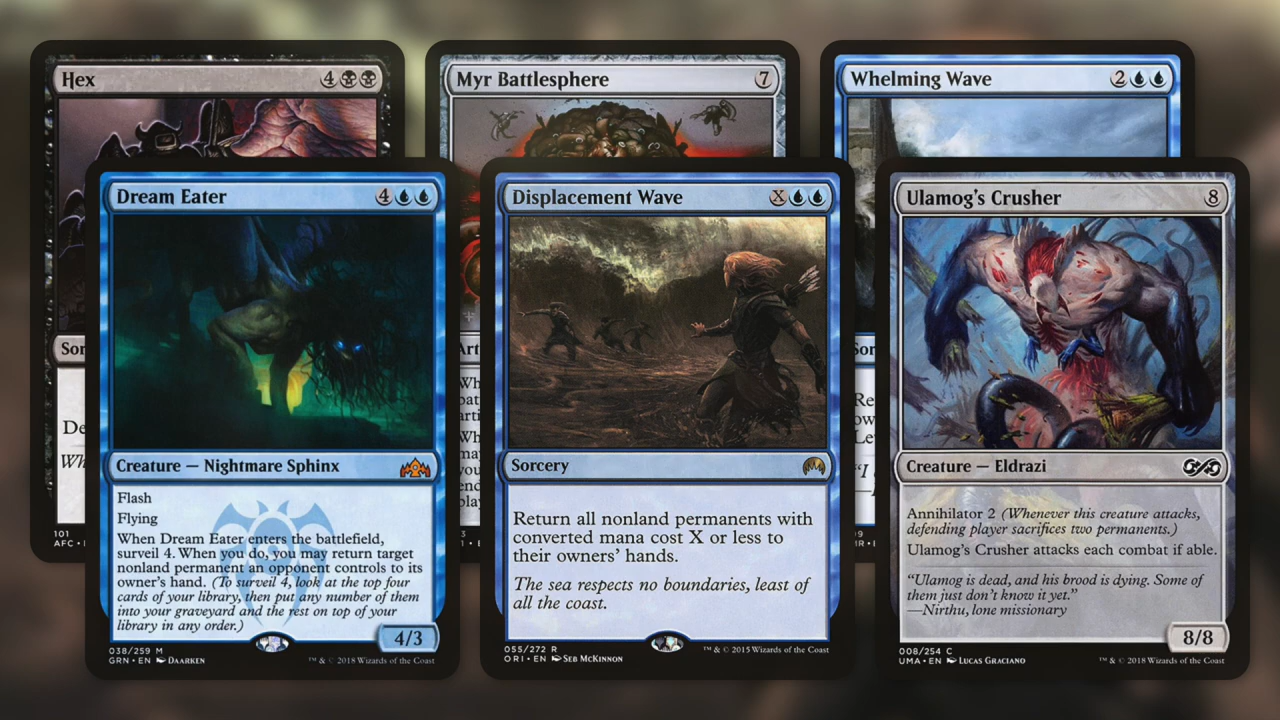 Hex 4
Myr Battlesphere 7
Whelming Wave 2
Dream Eater 4
Creature — Nightmare Sphinx
Flash
Flying
When Dream Eater enters the battlefield,
surveil 4. When you do, you may return target
nonland permanent an opponent controls to its
owner's hand. (To surveil 4, look at the top four
cards of your library, then put any number of them
into your graveyard and the rest on top of your
library in any order.)
4/3
038/259 M
GRN • EN Daarken
™ & © 2018 Wizards of the Coast
Displacement Wave X
Sorcery
Return all nonland permanents with
converted mana cost X or less to
their owners' hands.
The sea respects no boundaries, least of
all the coast.
055/272 R
ORI • EN Seb McKinnon
™ & © 2015 Wizards of the Coast
Ulamog's Crusher 8
Creature — Eldrazi
Annihilator 2 (Whenever this creature attacks,
defending player sacrifices two permanents.)
Ulamog's Crusher attacks each combat if able.
"Ulamog is dead, and his brood is dying. Some of
them just don't know it yet."
—Nirthu, lone missionary
8/8
008/254 C
UMA • EN Lucas Graciano
™ & © 2018 Wizards of the Coast
101
AFC •